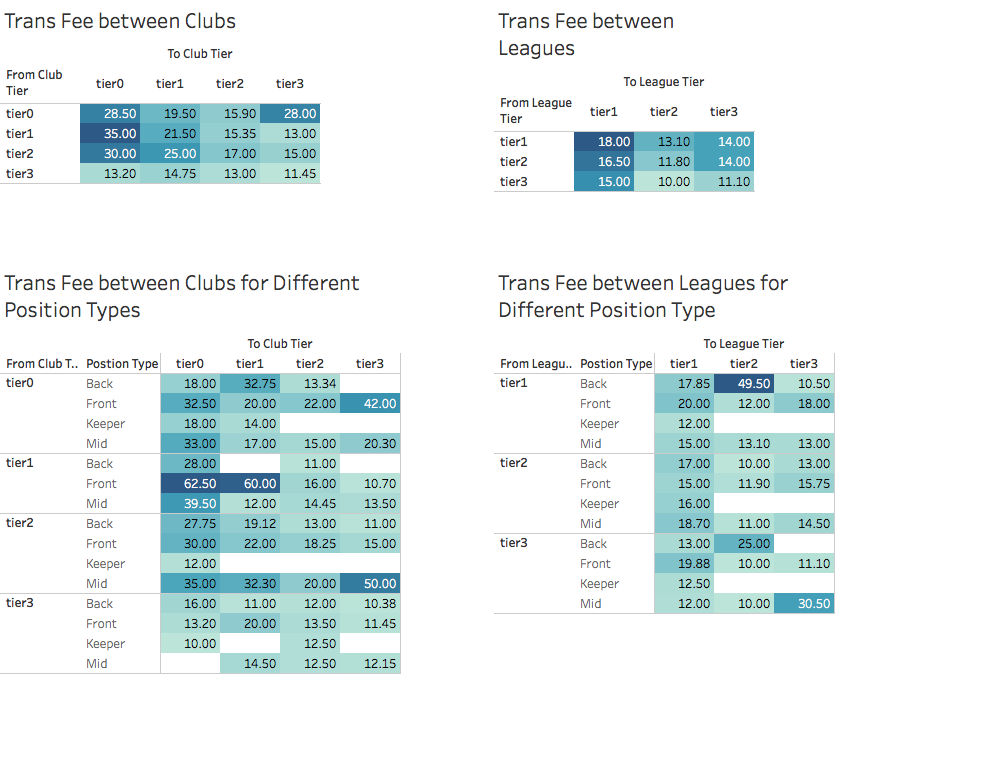 Trans Fee between Clubs
To Club Tier
From Club
Tier
tier0 tier1 tier2 tier3
tier0 28.50 19.50 15.90 28.00
tier1 35.00 21.50 15.35 13.00
tier2 30.00 25.00 17.00 15.00
tier3 13.20 14.75 13.00 11.45
Trans Fee between
Leagues
To League Tier
From League
Tier
tier1 tier2 tier3
tier1 18.00 13.10 14.00
tier2 16.50 11.80 14.00
tier3 15.00 10.00 11.10
Trans Fee between Clubs for Different
Position Types
To Club Tier
From Club T.. Postion Type tier0 tier1 tier2 tier3
tier0 Back 18.00 32.75 13.34
Front 32.50 20.00 22.00 42.00
Keeper 18.00 14.00
Mid 33.00 17.00 15.00 20.30
tier1 Back 28.00 11.00
Front 62.50 60.00 16.00 10.70
Mid 39.50 12.00 14.45 13.50
tier2 Back 27.75 19.12 13.00 11.00
Front 30.00 22.00 18.25 15.00
Keeper 12.00
Mid 35.00 32.30 20.00 50.00
tier3 Back 16.00 11.00 12.00 10.38
Front 13.20 20.00 13.50 11.45
Keeper 10.00 12.50
Mid 14.50 12.50 12.15
Trans Fee between Leagues for
Different Position Type
To League Tier
From Leagu.. Postion Type tier1 tier2 tier3
tier1 Back 17.85 49.50 10.50
Front 20.00 12.00 18.00
Keeper 12.00
Mid 15.00 13.10 13.00
tier2 Back 17.00 10.00 13.00
Front 15.00 11.90 15.75
Keeper 16.00
Mid 18.70 11.00 14.50
tier3 Back 13.00 25.00
Front 19.88 10.00 11.10
Keeper 12.50
Mid 12.00 10.00 30.50